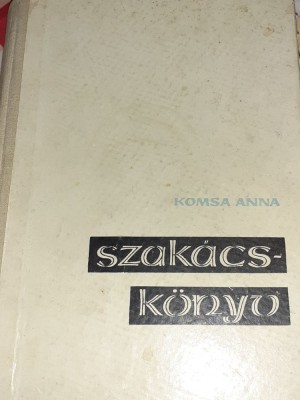 KOMSA ANNA
szakács-
könyv